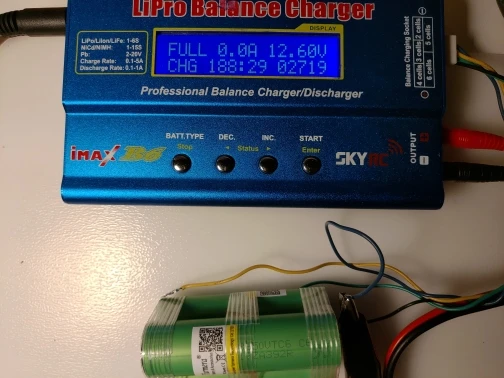 LiPro Balance Charger
DISPLAY
LiPo/LiIon/LiFe: 1-6S
NiCd/NiMH: 1-15S
Pb: 2-20V
Charge Rate: 0.1-5A
Discharge Rate: 0.1-1A
FULL 0.0A 12.60V
CHG 188:29 02719
Balance Charging Socket
2 cells
3 cells
4 cells
5 cells
6 cells
Professional Balance Charger/Discharger
BATT.TYPE
DEC.
INC.
START
Stop
Status
Enter
iMAX B6
SKYRC
OUTPUT